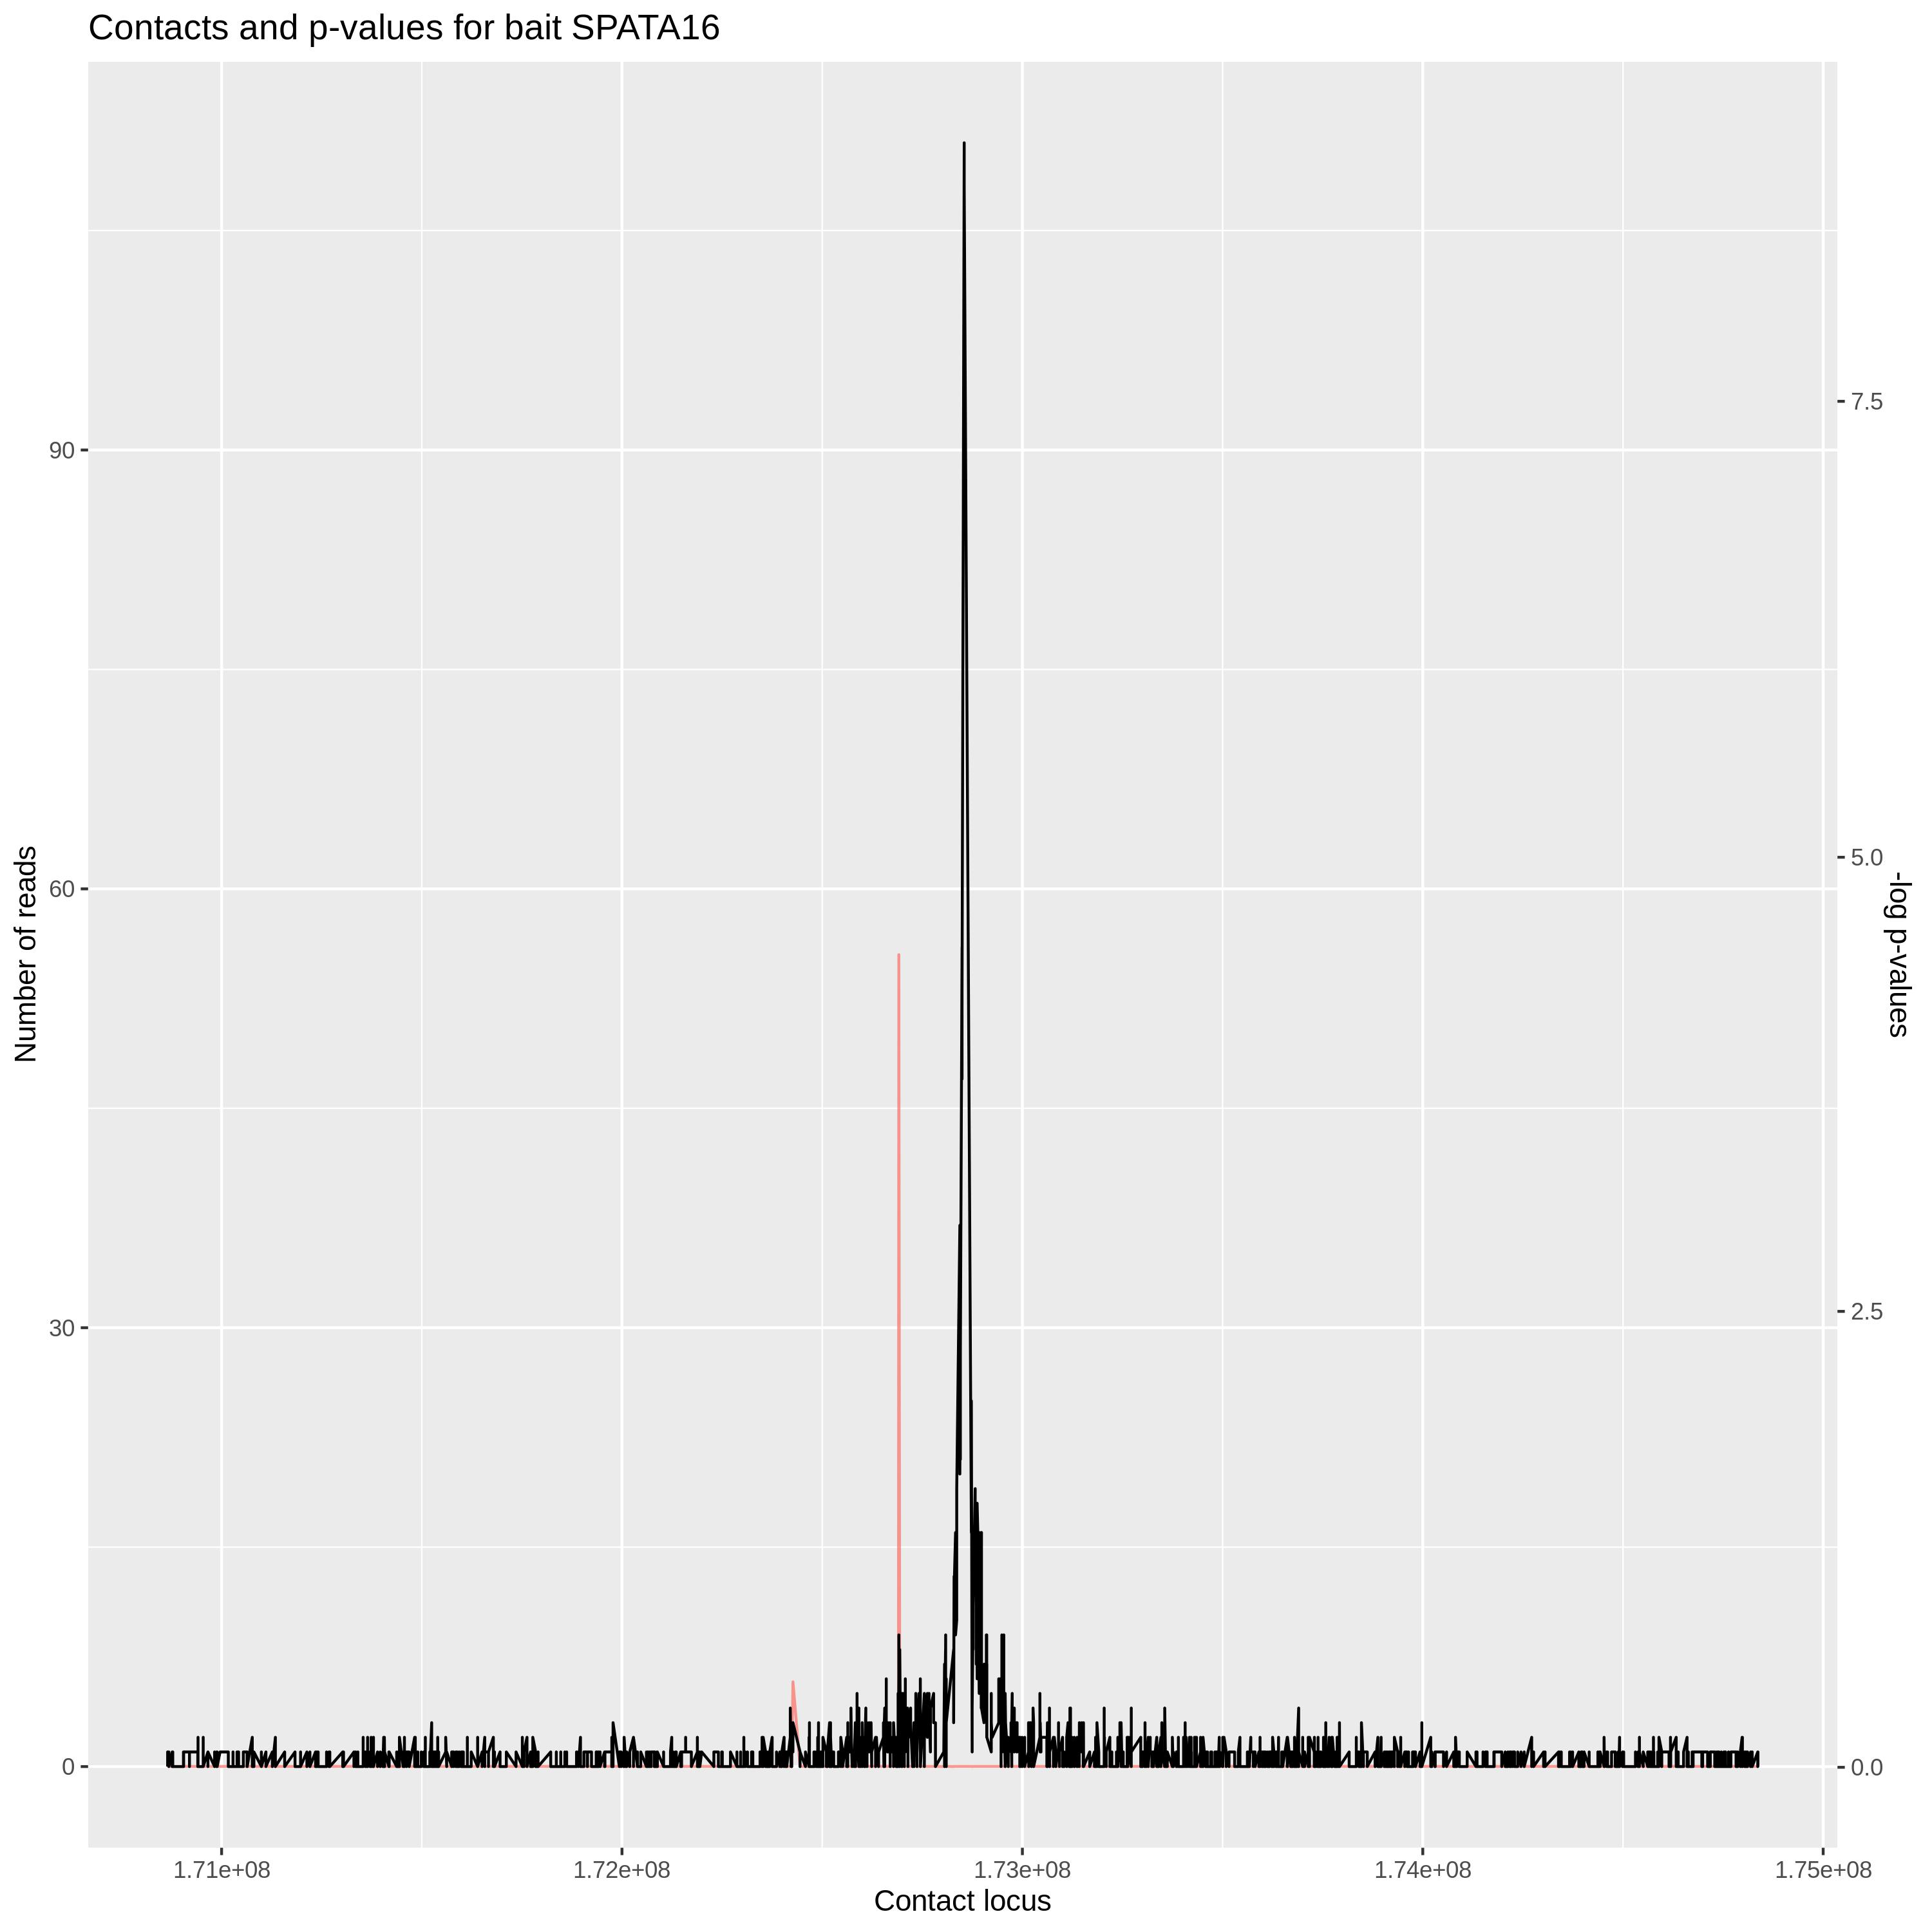 Contacts and p-values for bait SPATA16
Number of reads
90
60
30
0
7.5
5.0
2.5
0.0
-log p-values
1.71e+08 1.72e+08 1.73e+08 1.74e+08 1.75e+08
Contact locus